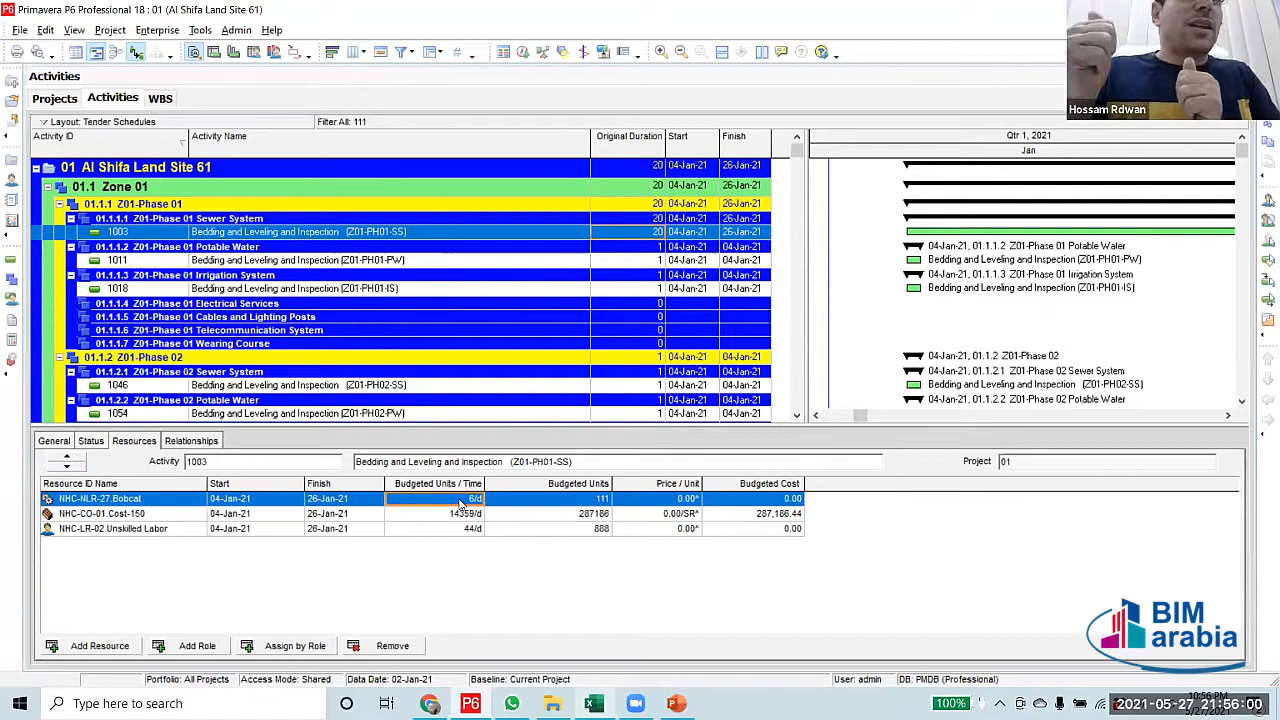 Primavera P6 Professional 18 : 01 (Al Shifa Land Site 61)
File Edit View Project Enterprise Tools Admin Help
Hossam Rdwan
Activities
Projects Activities WBS
Layout: Tender Schedules Filter All: 111
Activity ID Activity Name Original Duration Start Finish Qtr 1, 2021
Jan
01 Al Shifa Land Site 61 20 04-Jan-21 26-Jan-21
01.1 Zone 01 20 04-Jan-21 26-Jan-21
01.1.1 Z01-Phase 01 20 04-Jan-21 26-Jan-21
01.1.1.1 Z01-Phase 01 Sewer System 20 04-Jan-21 26-Jan-21
1003 Bedding and Leveling and Inspection (Z01-PH01-SS) 20 04-Jan-21 26-Jan-21
01.1.1.2 Z01-Phase 01 Potable Water 1 04-Jan-21 04-Jan-21 04-Jan-21, 01.1.1.2 Z01-Phase 01 Potable Water
1011 Bedding and Leveling and Inspection (Z01-PH01-PW) 1 04-Jan-21 04-Jan-21 Bedding and Leveling and Inspection (Z01-PH01-PW)
01.1.1.3 Z01-Phase 01 Irrigation System 1 04-Jan-21 04-Jan-21 04-Jan-21, 01.1.1.3 Z01-Phase 01 Irrigation System
1018 Bedding and Leveling and Inspection (Z01-PH01-IS) 1 04-Jan-21 04-Jan-21 Bedding and Leveling and Inspection (Z01-PH01-IS)
01.1.1.4 Z01-Phase 01 Electrical Services 0
01.1.1.5 Z01-Phase 01 Cables and Lighting Posts 0
01.1.1.6 Z01-Phase 01 Telecommunication System 0
01.1.1.7 Z01-Phase 01 Wearing Course 0
01.1.2 Z01-Phase 02 1 04-Jan-21 04-Jan-21 04-Jan-21, 01.1.2 Z01-Phase 02
01.1.2.1 Z01-Phase 02 Sewer System 1 04-Jan-21 04-Jan-21 04-Jan-21, 01.1.2.1 Z01-Phase 02 Sewer System
1046 Bedding and Leveling and Inspection (Z01-PH02-SS) 1 04-Jan-21 04-Jan-21 Bedding and Leveling and Inspection (Z01-PH02-SS)
01.1.2.2 Z01-Phase 02 Potable Water 1 04-Jan-21 04-Jan-21 04-Jan-21, 01.1.2.2 Z01-Phase 02 Potable Water
1054 Bedding and Leveling and Inspection (Z01-PH02-PW) 1 04-Jan-21 04-Jan-21
General Status Resources Relationships
Activity 1003 Bedding and Leveling and Inspection (Z01-PH01-SS) Project 01
Resource ID Name Start Finish Budgeted Units / Time Budgeted Units Price / Unit Budgeted Cost
NHC-NLR-27.Bobcat 04-Jan-21 26-Jan-21 6/d 111 0.00^ 0.00
NHC-CO-01.Cost-150 04-Jan-21 26-Jan-21 14359/d 287186 0.00/SR^ 287,186.44
NHC-LR-02.Unskilled Labor 04-Jan-21 26-Jan-21 44/d 888 0.00^ 0.00
BIM
arabia
Add Resource Add Role Assign by Role Remove
Portfolio: All Projects Access Mode: Shared Data Date: 02-Jan-21 Baseline: Current Project User: admin DB: PMDB (Professional)
Type here to search P6 100% 10:56 PM
2021-05-27 21:56:00